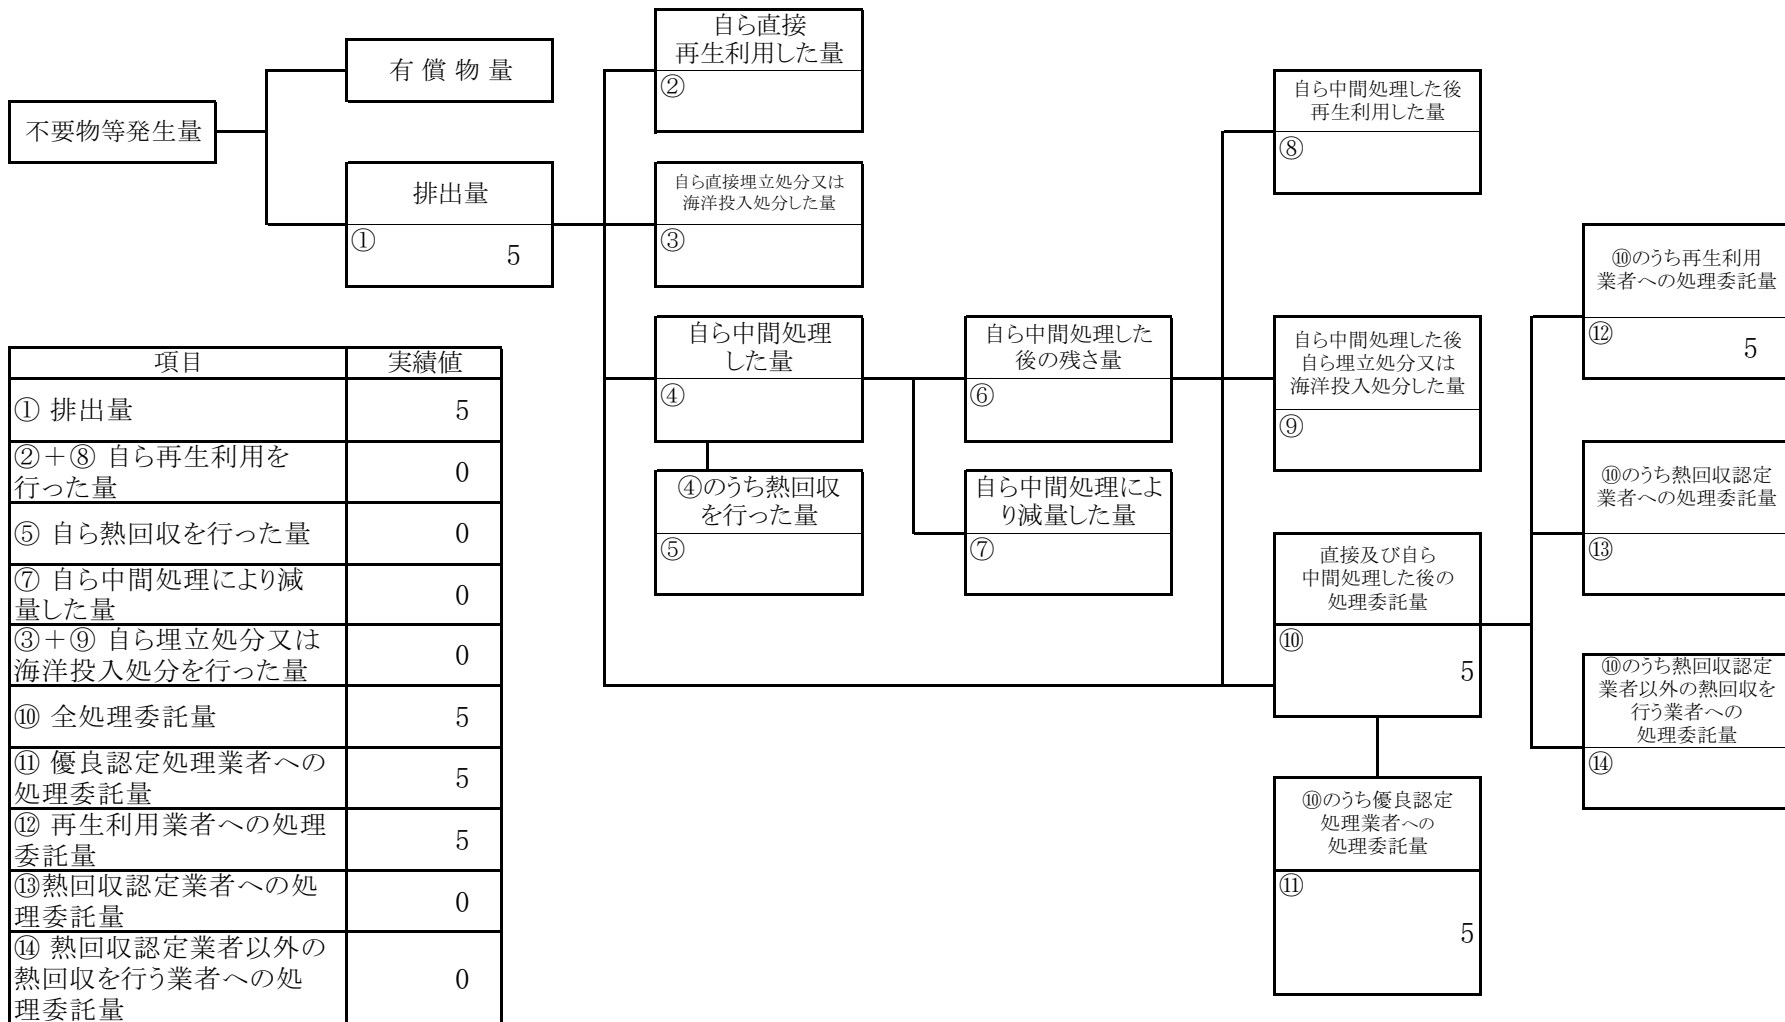 不要物等発生量
有 償 物 量
排出量
①
5
自ら直接
再生利用した量
②
自ら直接埋立処分又は
海洋投入処分した量
③
自ら中間処理
した量
④
④のうち熱回収
を行った量
⑤
自ら中間処理した
後の残さ量
⑥
自ら中間処理によ
り減量した量
⑦
自ら中間処理した後
再生利用した量
⑧
自ら中間処理した後
自ら埋立処分又は
海洋投入処分した量
⑨
直接及び自ら
中間処理した後の
処理委託量
⑩
5
⑩のうち優良認定
処理業者への
処理委託量
⑪
5
⑩のうち再生利用
業者への処理委託量
⑫
5
⑩のうち熱回収認定
業者への処理委託量
⑬
⑩のうち熱回収認定
業者以外の熱回収を
行う業者への
処理委託量
⑭
項目 実績値
① 排出量 5
②＋⑧ 自ら再生利用を
行った量 0
⑤ 自ら熱回収を行った量 0
⑦ 自ら中間処理により減
量した量 0
③＋⑨ 自ら埋立処分又は
海洋投入処分を行った量 0
⑩ 全処理委託量 5
⑪ 優良認定処理業者への
処理委託量 5
⑫ 再生利用業者への処理
委託量 5
⑬熱回収認定業者への処
理委託量 0
⑭ 熱回収認定業者以外の
熱回収を行う業者への処
理委託量 0